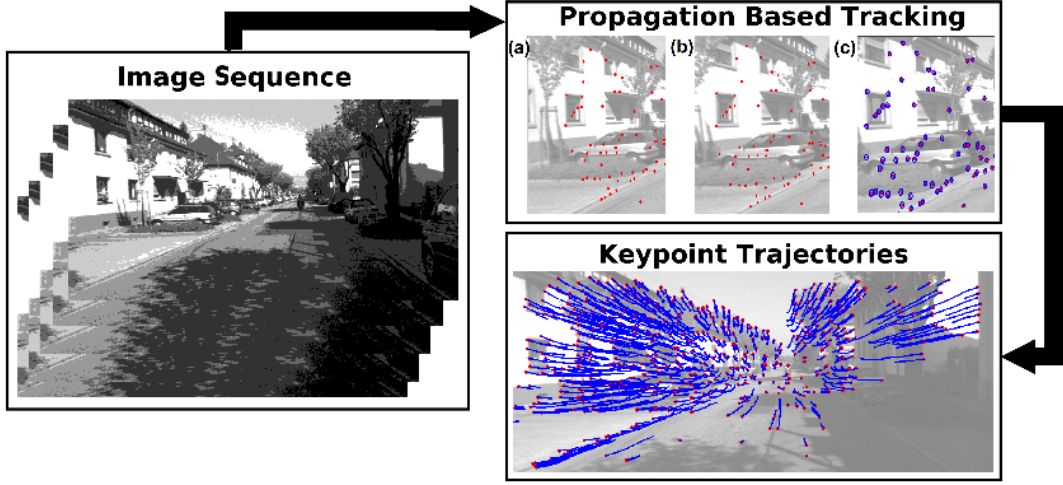 Image Sequence
Propagation Based Tracking
(a)
(b)
(c)
Keypoint Trajectories